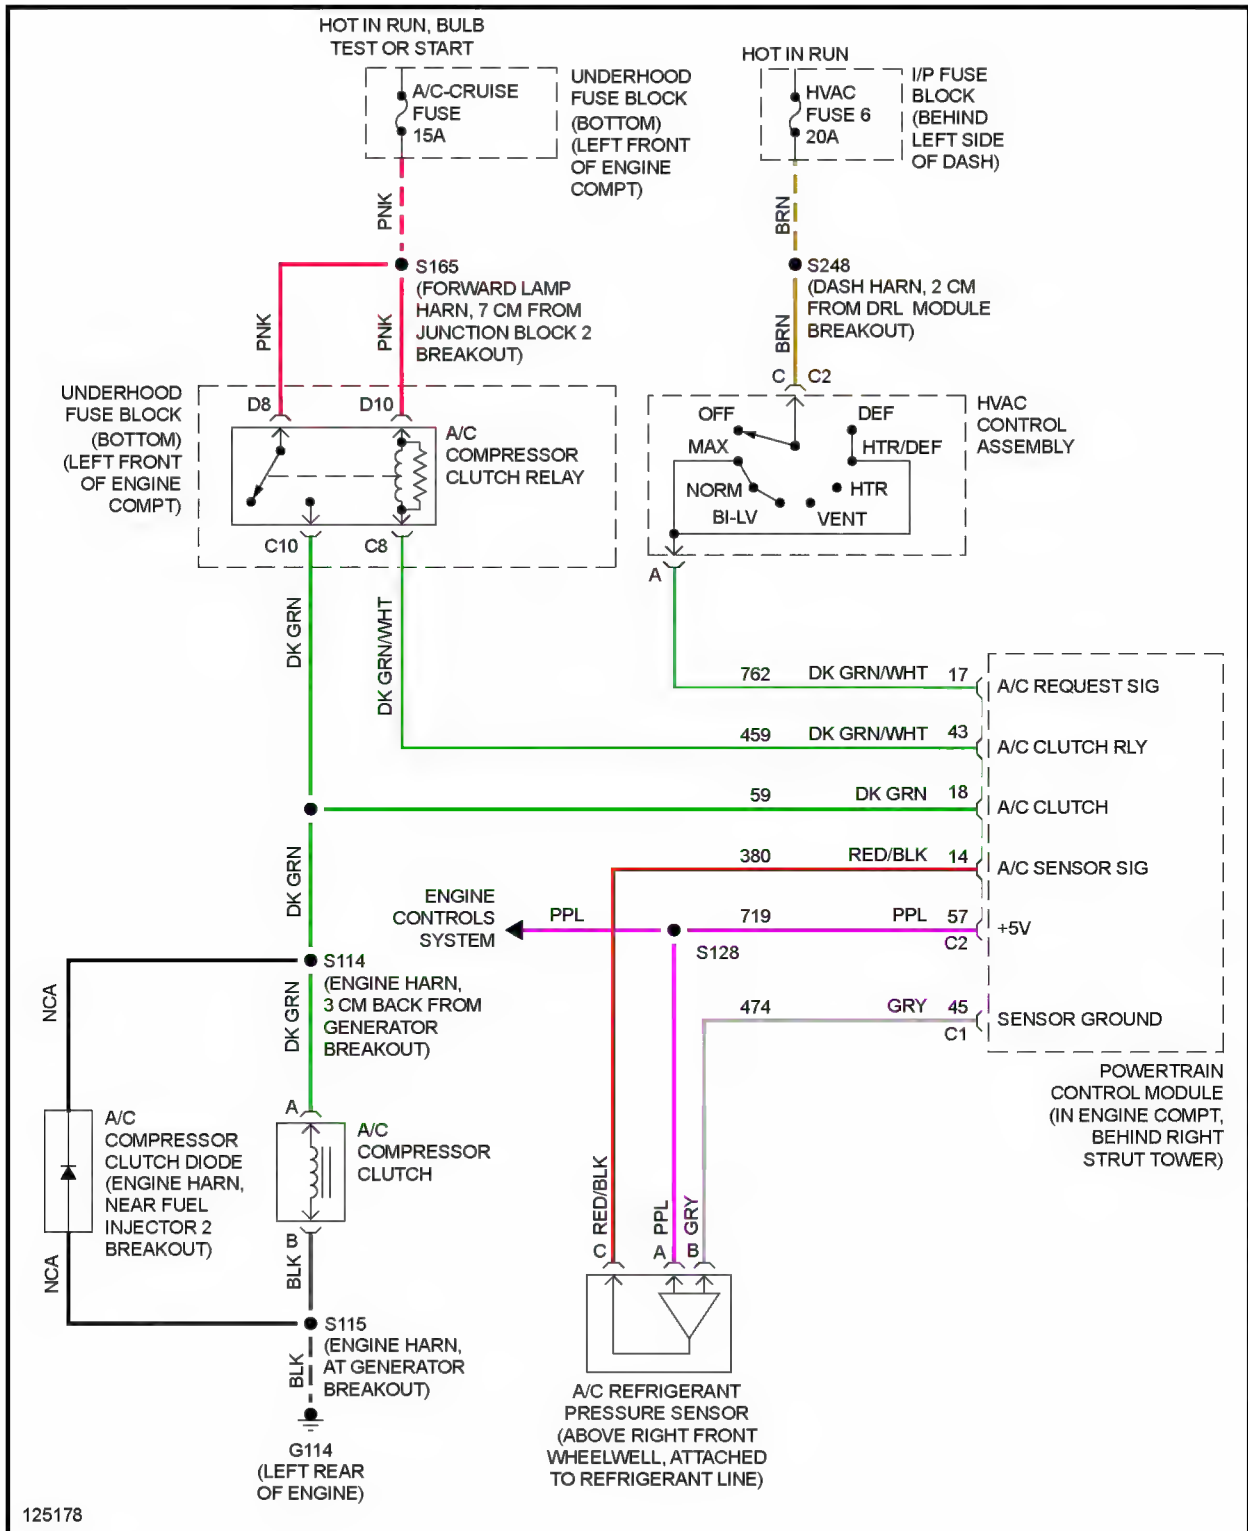 HOT IN RUN, BULB
TEST OR START
HOT IN RUN
A/C-CRUISE
FUSE
15A
UNDERHOOD
FUSE BLOCK
(BOTTOM)
(LEFT FRONT
OF ENGINE
COMPT)
HVAC
FUSE 6
20A
I/P FUSE
BLOCK
(BEHIND
LEFT SIDE
OF DASH)
PNK
BRN
S165
(FORWARD LAMP
HARN, 7 CM FROM
JUNCTION BLOCK 2
BREAKOUT)
S248
(DASH HARN, 2 CM
FROM DRL MODULE
BREAKOUT)
PNK
PNK
BRN
C C2
UNDERHOOD
FUSE BLOCK
(BOTTOM)
(LEFT FRONT
OF ENGINE
COMPT)
D8
D10
A/C
COMPRESSOR
CLUTCH RELAY
C10
C8
OFF
DEF
MAX
HTR/DEF
NORM
HTR
BI-LV
VENT
HVAC
CONTROL
ASSEMBLY
A
DK GRN
DK GRN/WHT
762 DK GRN/WHT 17
A/C REQUEST SIG
459 DK GRN/WHT 43
A/C CLUTCH RLY
59 DK GRN 18
A/C CLUTCH
380 RED/BLK 14
A/C SENSOR SIG
DK GRN
ENGINE
CONTROLS
SYSTEM
PPL
719 PPL 57
+5V
C2
S128
NCA
S114
(ENGINE HARN,
3 CM BACK FROM
GENERATOR
BREAKOUT)
DK GRN
474 GRY 45
SENSOR GROUND
C1
POWERTRAIN
CONTROL MODULE
(IN ENGINE COMPT,
BEHIND RIGHT
STRUT TOWER)
A
A/C
COMPRESSOR
CLUTCH DIODE
(ENGINE HARN,
NEAR FUEL
INJECTOR 2
BREAKOUT)
A/C
COMPRESSOR
CLUTCH
B
NCA
BLK
RED/BLK
PPL
GRY
C
A
B
S115
(ENGINE HARN,
AT GENERATOR
BREAKOUT)
BLK
G114
(LEFT REAR
OF ENGINE)
A/C REFRIGERANT
PRESSURE SENSOR
(ABOVE RIGHT FRONT
WHEELWELL, ATTACHED
TO REFRIGERANT LINE)
125178